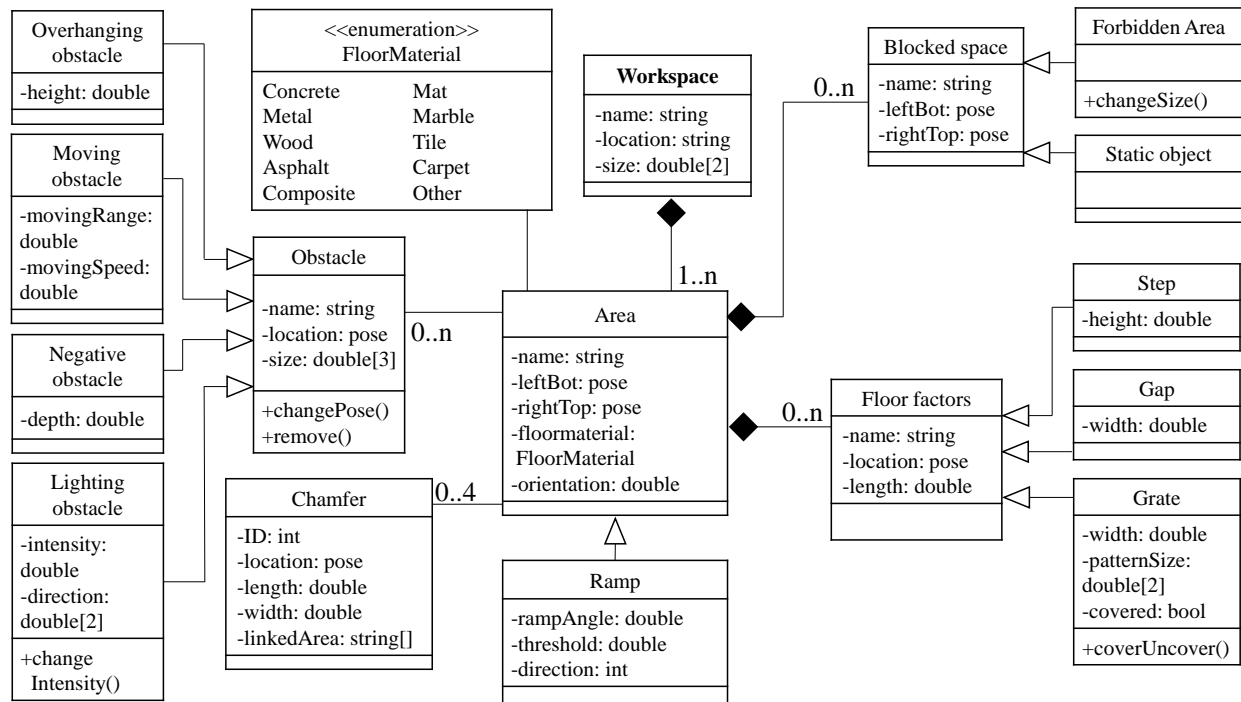 Overhanging
obstacle
-height: double
Moving
obstacle
-movingRange:
double
-movingSpeed:
double
Negative
obstacle
-depth: double
Lighting
obstacle
-intensity:
double
-direction:
double[2]
+change
Intensity()
<<enumeration>>
FloorMaterial
Concrete Mat
Metal Marble
Wood Tile
Asphalt Carpet
Composite Other
Obstacle
-name: string
-location: pose
-size: double[3]
+changePose()
+remove()
0..n
Chamfer
-ID: int
-location: pose
-length: double
-width: double
-linkedArea: string[]
0..4
Workspace
-name: string
-location: string
-size: double[2]
1..n
Area
-name: string
-leftBot: pose
-rightTop: pose
-floormaterial:
FloorMaterial
-orientation: double
Ramp
-rampAngle: double
-threshold: double
-direction: int
0..n
Blocked space
-name: string
-leftBot: pose
-rightTop: pose
0..n
Floor factors
-name: string
-location: pose
-length: double
Forbidden Area
+changeSize()
Static object
Step
-height: double
Gap
-width: double
Grate
-width: double
-patternSize:
double[2]
-covered: bool
+coverUncover()